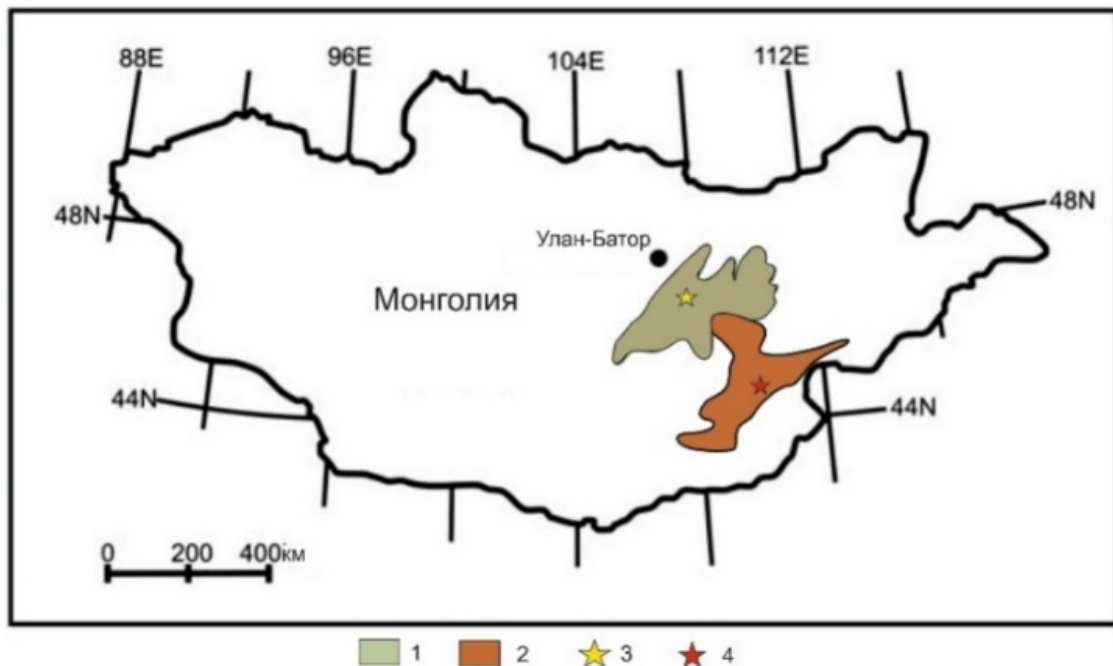 88E 96E 104E 112E
48N 48N
Улан-Батор
Монголия
44N 44N
0 200 400км
1 2 3 4